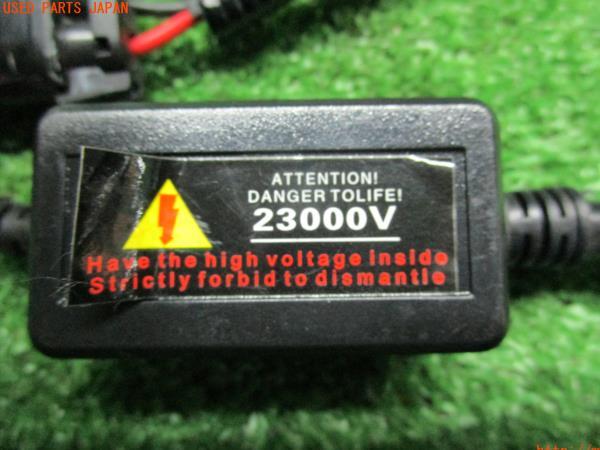 USED PARTS JAPAN
ATTENTION!
DANGER TOLIFE!
23000V
Have the high voltage inside
Strictly forbid to dismantle